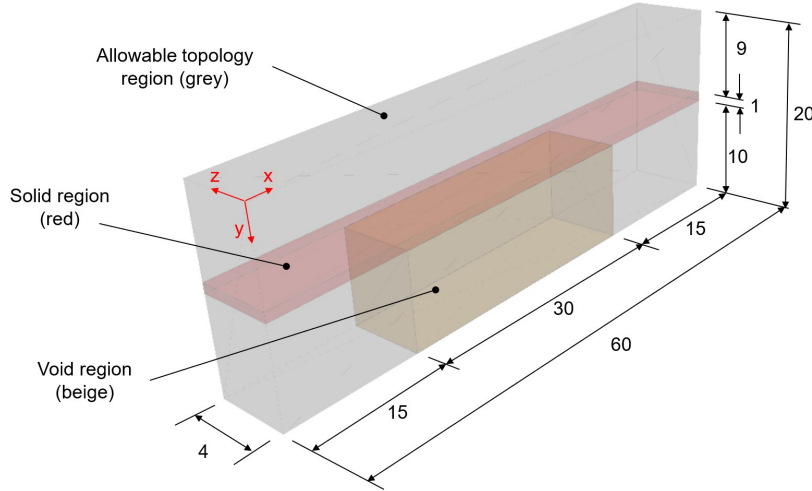 Allowable topology
region (grey)
9
1
20
z
x
10
Solid region
(red)
y
15
30
Void region
(beige)
60
15
4